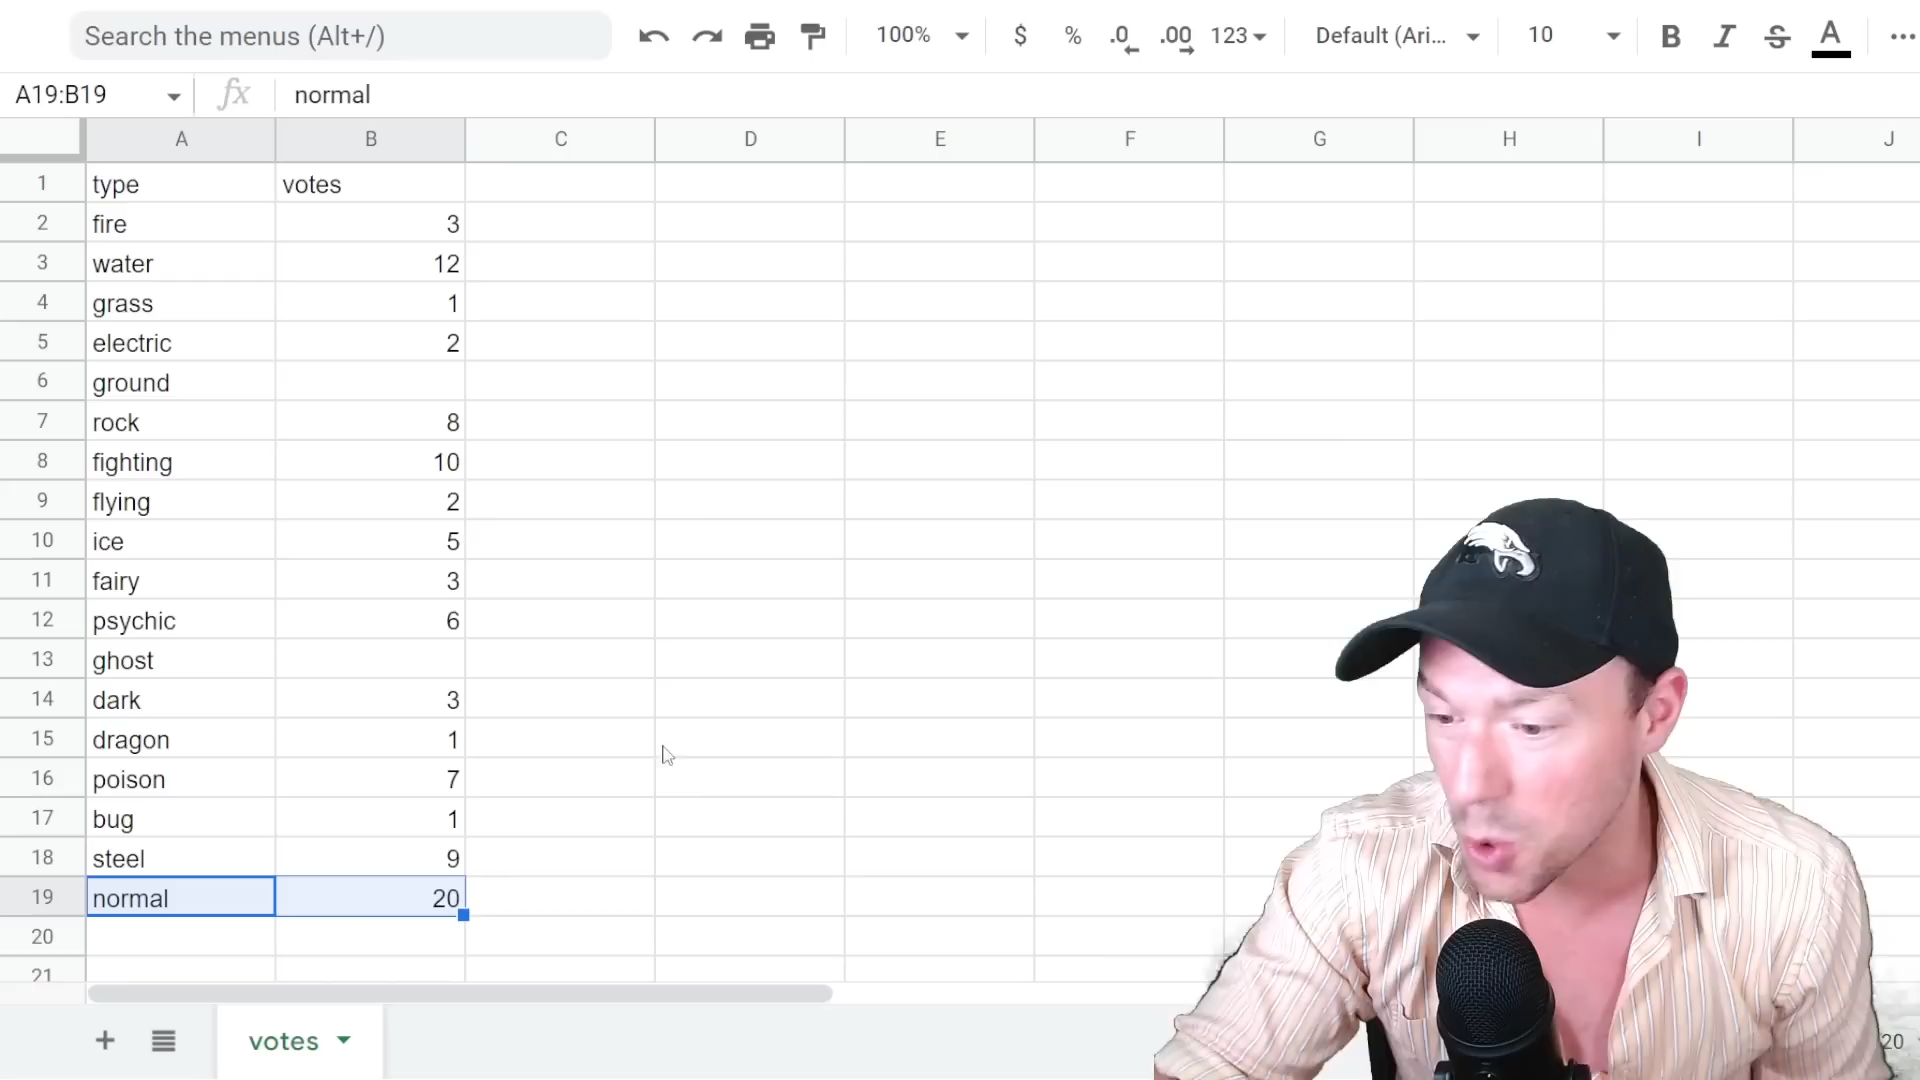 Search the menus (Alt+/)
100%
$ % .0 .00 123
Default (Ari...
10
B I S A
A19:B19
fx
normal
A B C D E F G H I J
1 type votes
2 fire 3
3 water 12
4 grass 1
5 electric 2
6 ground
7 rock 8
8 fighting 10
9 flying 2
10 ice 5
11 fairy 3
12 psychic 6
13 ghost
14 dark 3
15 dragon 1
16 poison 7
17 bug 1
18 steel 9
19 normal 20
20
21
votes
20